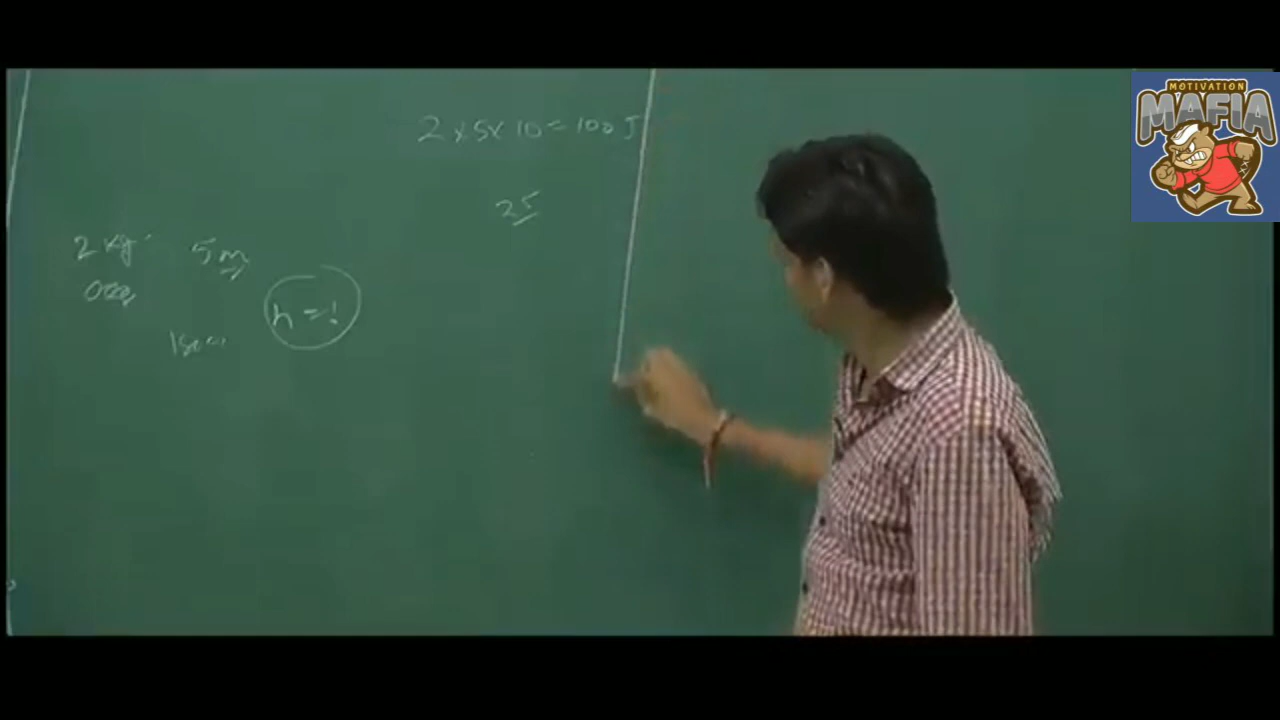 2 × 5 × 10 = 100 J
25
2 kg 5 m
h = !
MOTIVATION
MAFIA